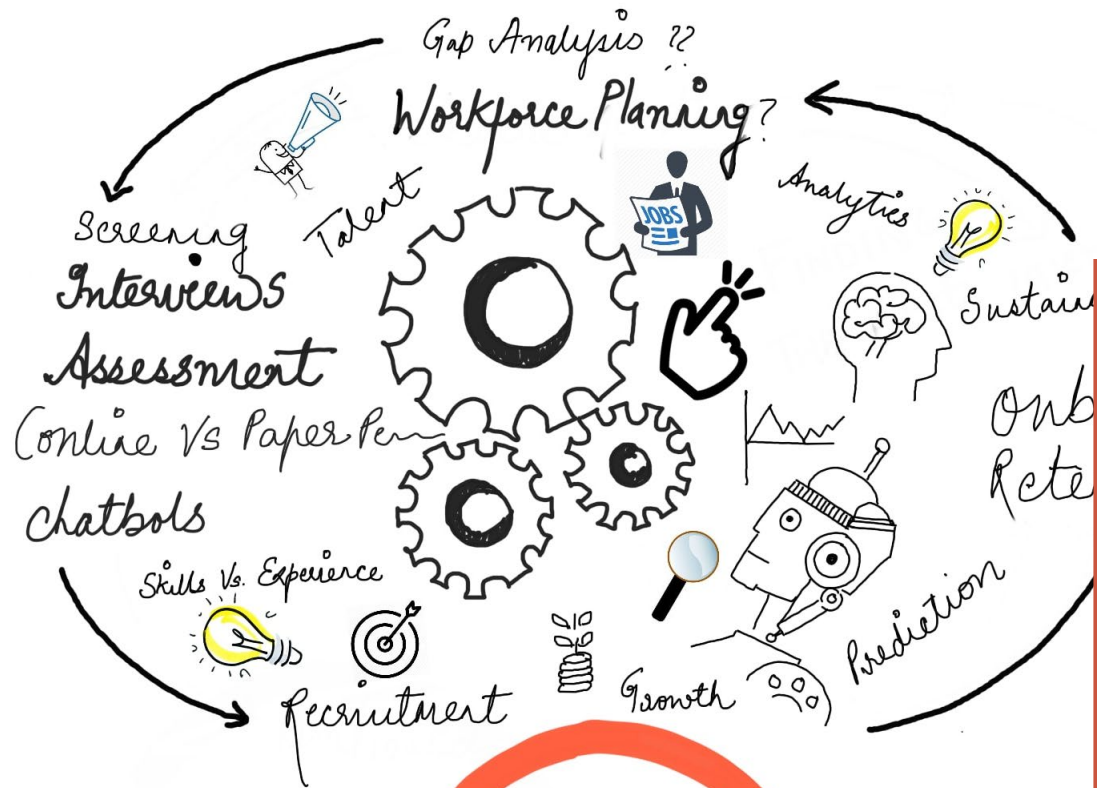 Gap Analysis ??
Workforce Planning?
Talent
JOBS
Analytics
Screening
Interviews
Assessment
Vs Paper Pen
Chatbots
Sustain
Onb
Rete
Skills Vs. Experience
Recruitment
Growth
Prediction